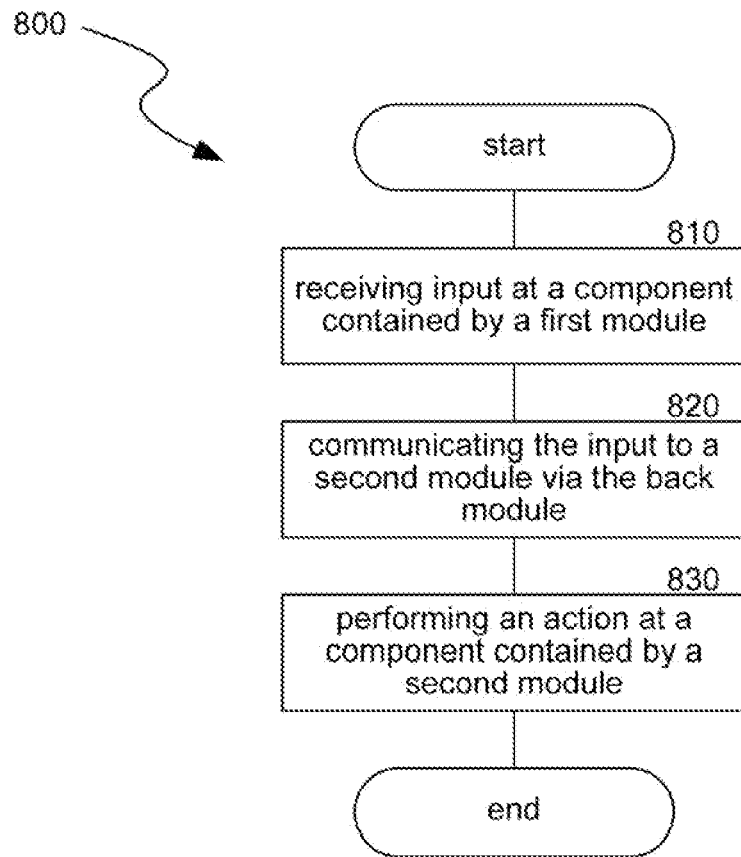 800
start
810
receiving input at a component
contained by a first module
820
communicating the input to a
second module via the back
module
830
performing an action at a
component contained by a
second module
end